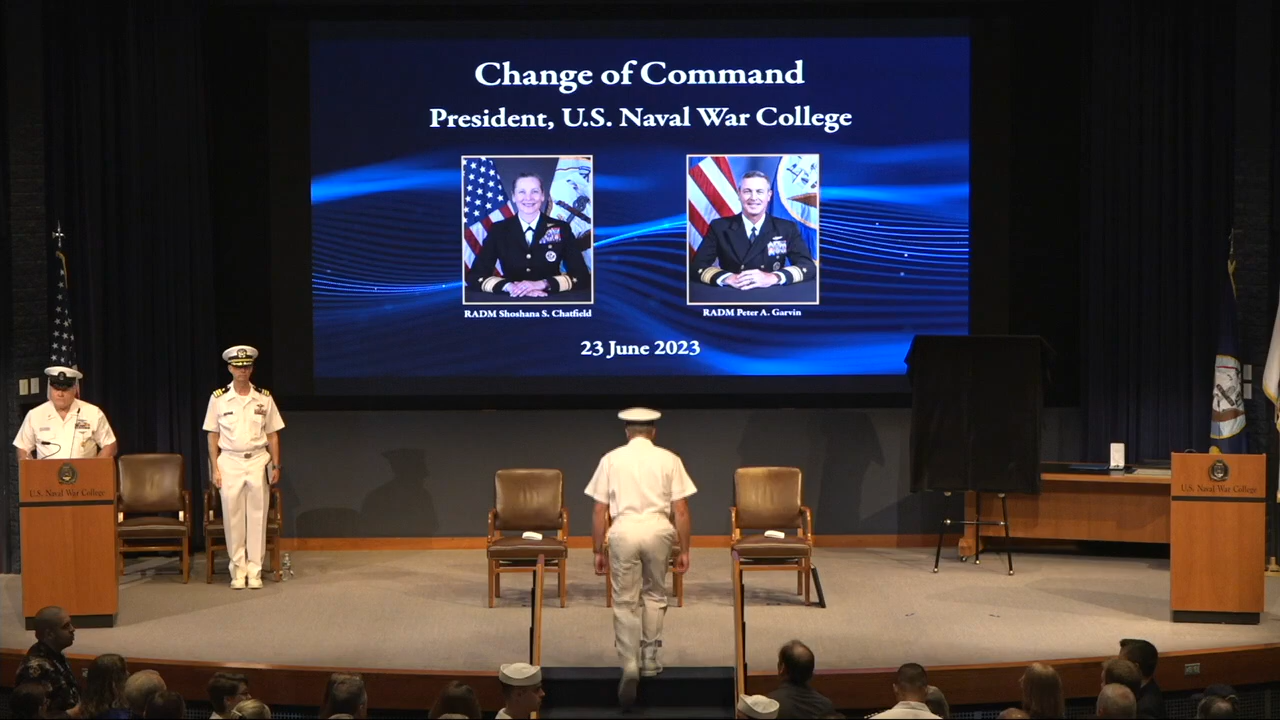 Change of Command
President, U.S. Naval War College
RADM Shoshana S. Chatfield
RADM Peter A. Garvin
23 June 2023
U.S. Naval War College
U.S. Naval War College